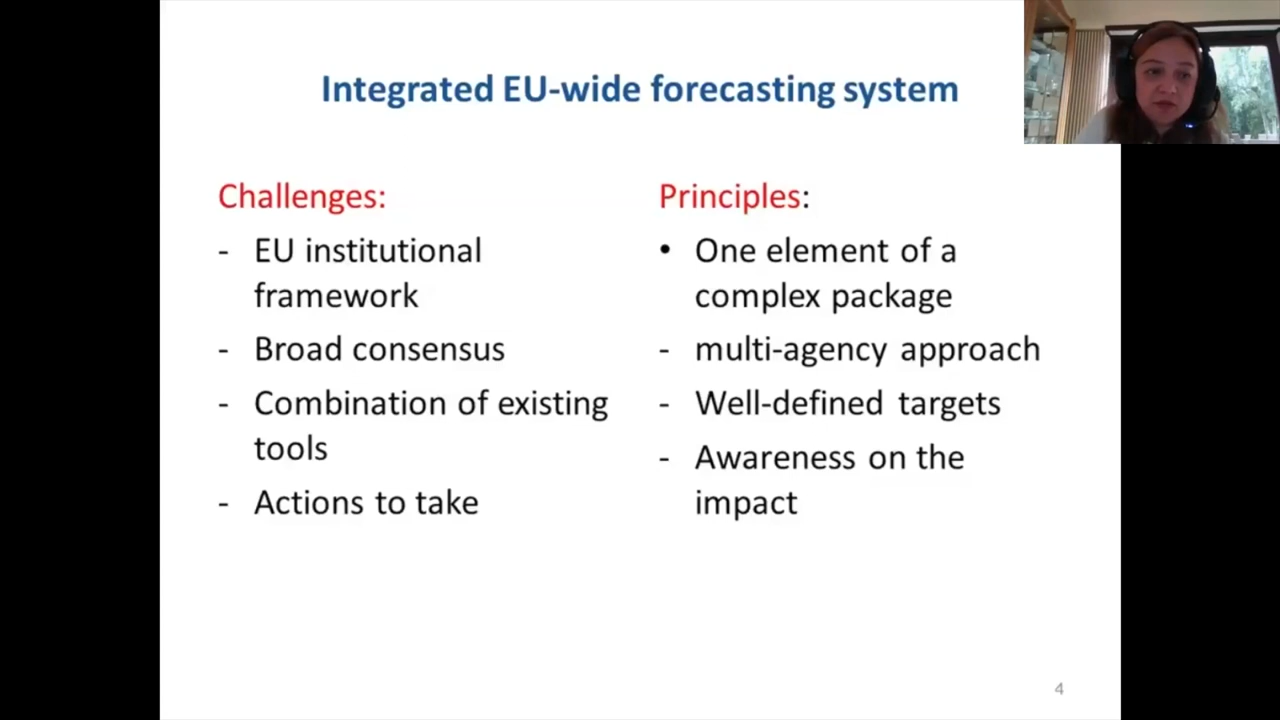 Integrated EU-wide forecasting system
Challenges:
- EU institutional
framework
- Broad consensus
- Combination of existing
tools
- Actions to take
Principles:
• One element of a
complex package
- multi-agency approach
- Well-defined targets
- Awareness on the
impact
4